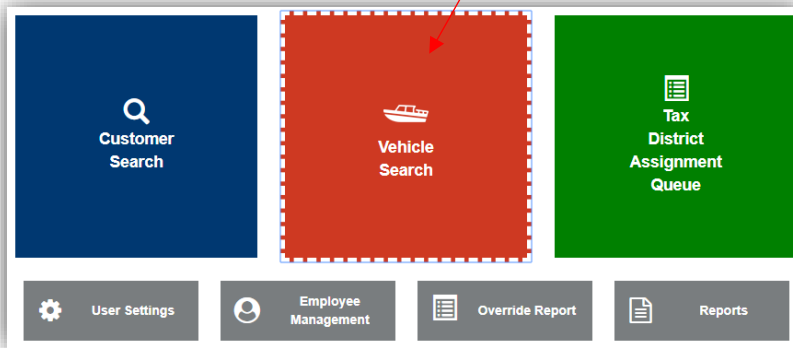 Customer
Search
Vehicle
Search
Tax
District
Assignment
Queue
User Settings
Employee
Management
Override Report
Reports